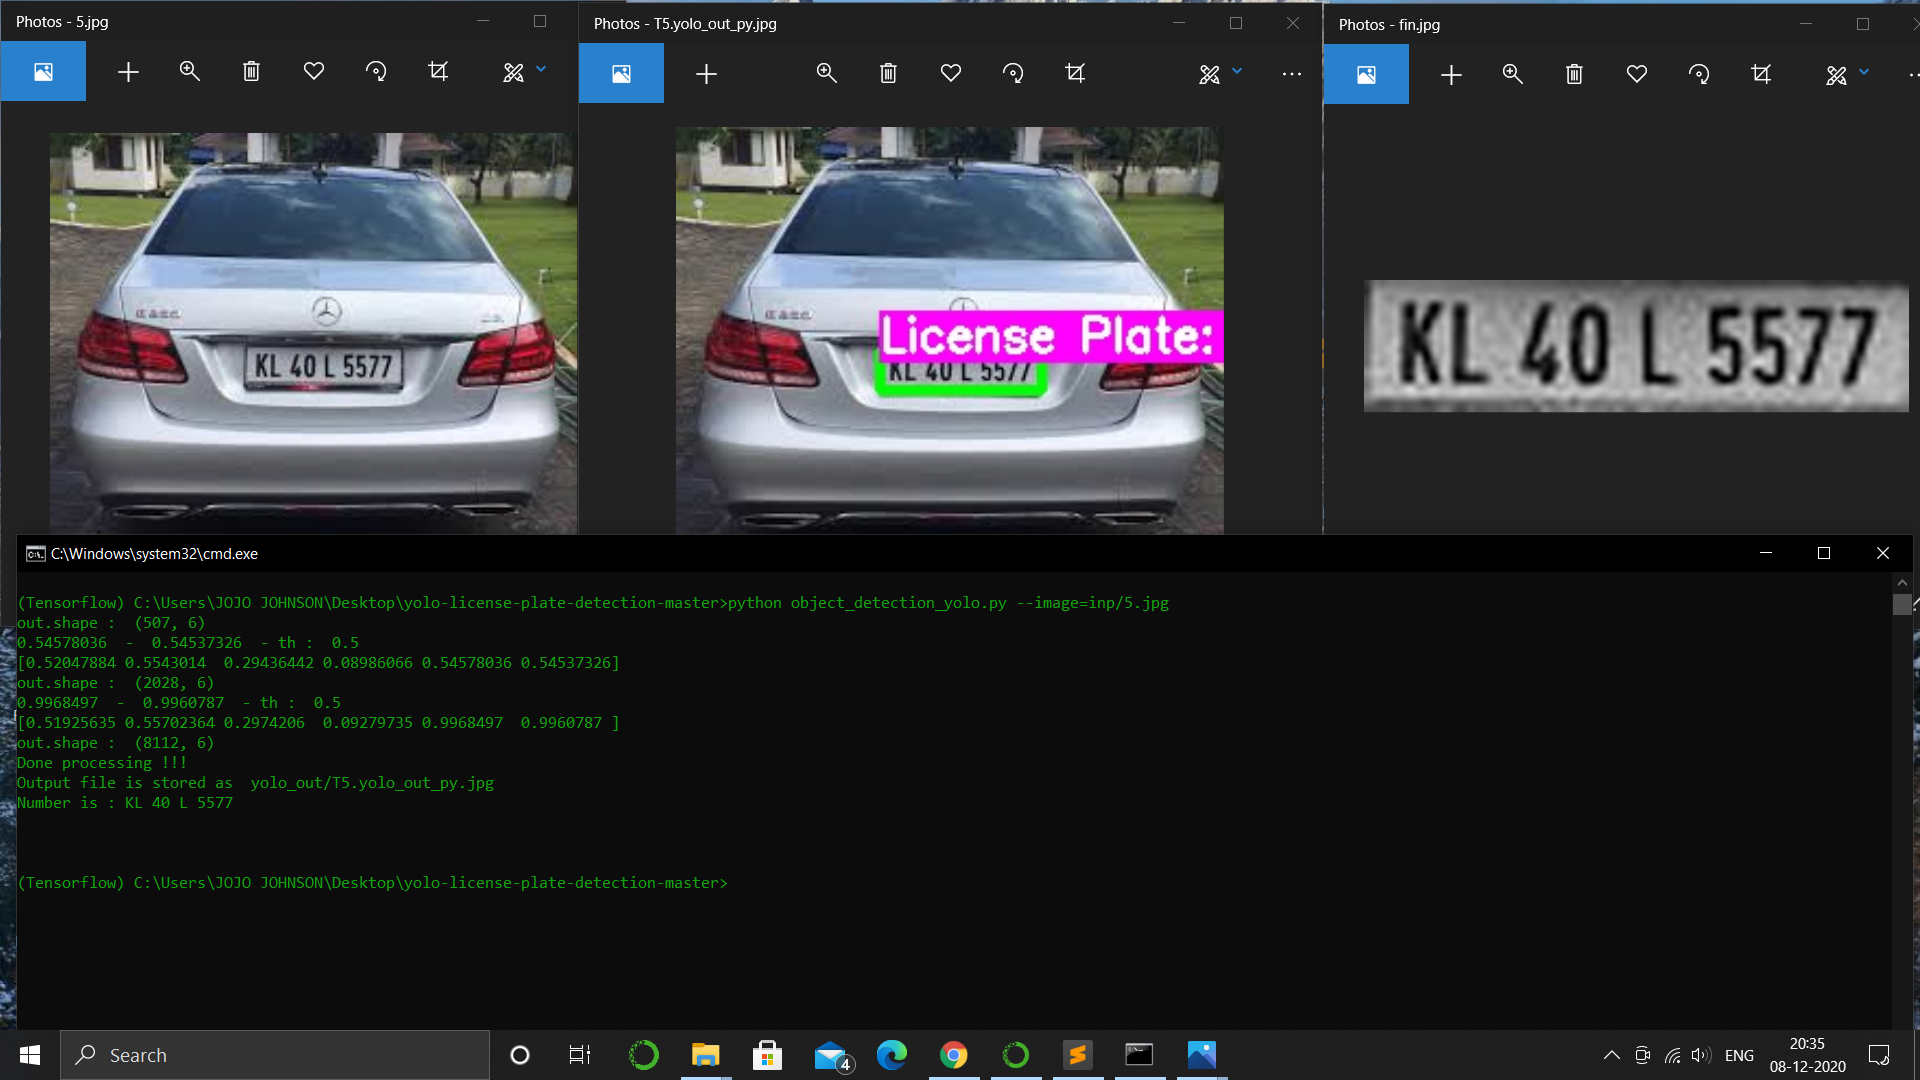 Photos - 5.jpg
Photos - T5.yolo_out_py.jpg
Photos - fin.jpg
KL 40 L 5577
License Plate:
KL 40 L 5577
KL 40 L 5577
C:\Windows\system32\cmd.exe
(Tensorflow) C:\Users\JOJO JOHNSON\Desktop\yolo-license-plate-detection-master>python object_detection_yolo.py --image=inp/5.jpg
out.shape :  (507, 6)
0.54578036  -  0.54537326  - th :  0.5
[0.52047884 0.5543014  0.29436442 0.08986066 0.54578036 0.54537326]
out.shape :  (2028, 6)
0.9968497  -  0.9960787  - th :  0.5
[0.51925635 0.55702364 0.2974206  0.09279735 0.9968497  0.9960787 ]
out.shape :  (8112, 6)
Done processing !!!
Output file is stored as  yolo_out/T5.yolo_out_py.jpg
Number is : KL 40 L 5577
(Tensorflow) C:\Users\JOJO JOHNSON\Desktop\yolo-license-plate-detection-master>
Search
4
ENG
20:35
08-12-2020